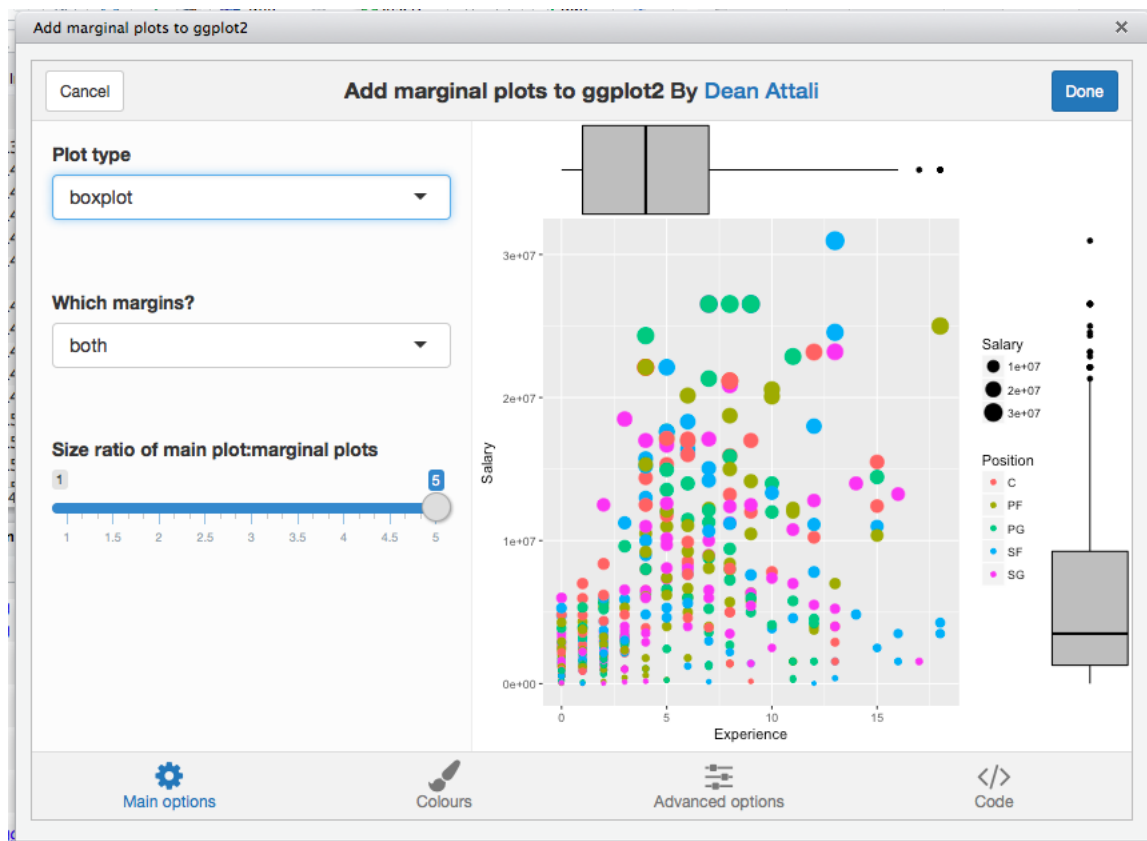 Add marginal plots to ggplot2
×
Cancel
Add marginal plots to ggplot2 By Dean Attali
Done
Plot type
boxplot
Which margins?
both
Size ratio of main plot:marginal plots
1
5
1 1.5 2 2.5 3 3.5 4 4.5 5
3e+07
2e+07
1e+07
0e+00
Salary
0 5 10 15
Experience
Salary
1e+07
2e+07
3e+07
Position
C
PF
PG
SF
SG
Main options
Colours
Advanced options
</> Code